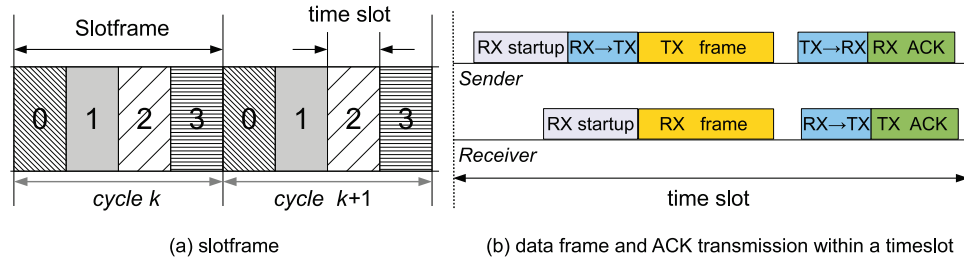 Slotframe
time slot
0 1 2 3 0 1 2 3
cycle k
cycle k+1
(a) slotframe
RX startup RX→TX TX frame TX→RX RX ACK
Sender
RX startup RX frame RX→TX TX ACK
Receiver
time slot
(b) data frame and ACK transmission within a timeslot